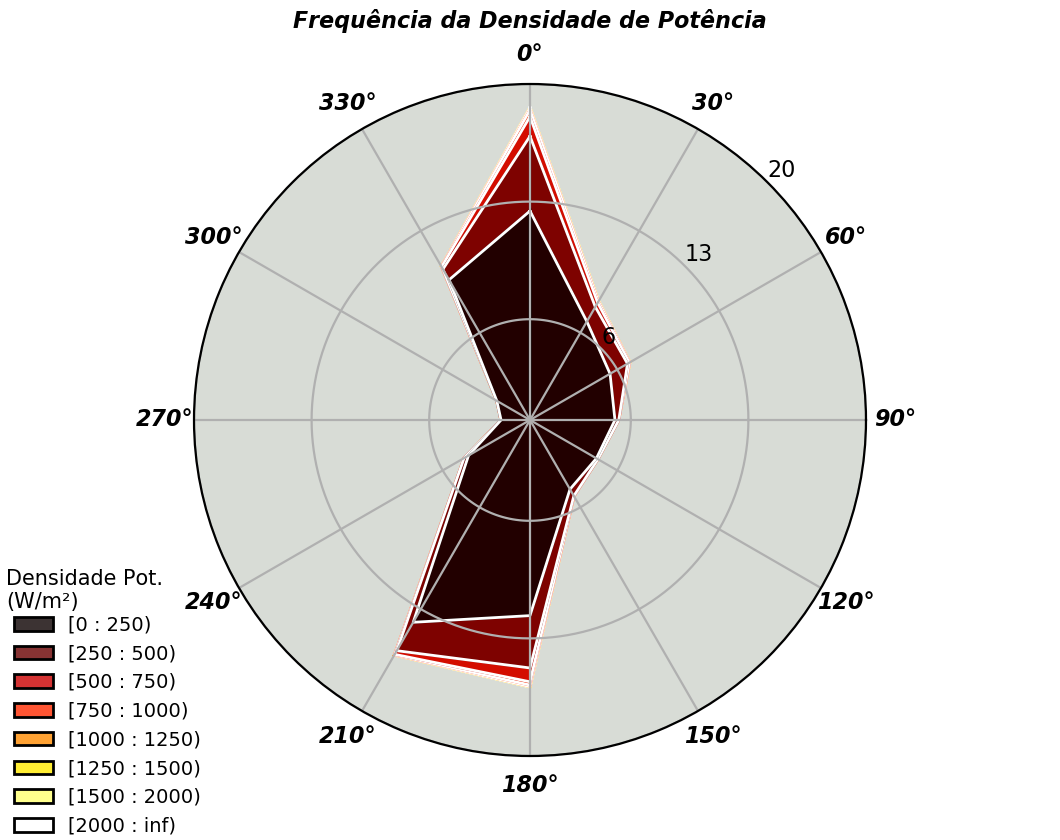 Frequência da Densidade de Potência
0°
330°
30°
20
300°
60°
13
6
270°
90°
Densidade Pot.
(W/m²)
240°
120°
[0 : 250)
[250 : 500)
[500 : 750)
[750 : 1000)
210°
150°
[1000 : 1250)
[1250 : 1500)
180°
[1500 : 2000)
[2000 : inf)